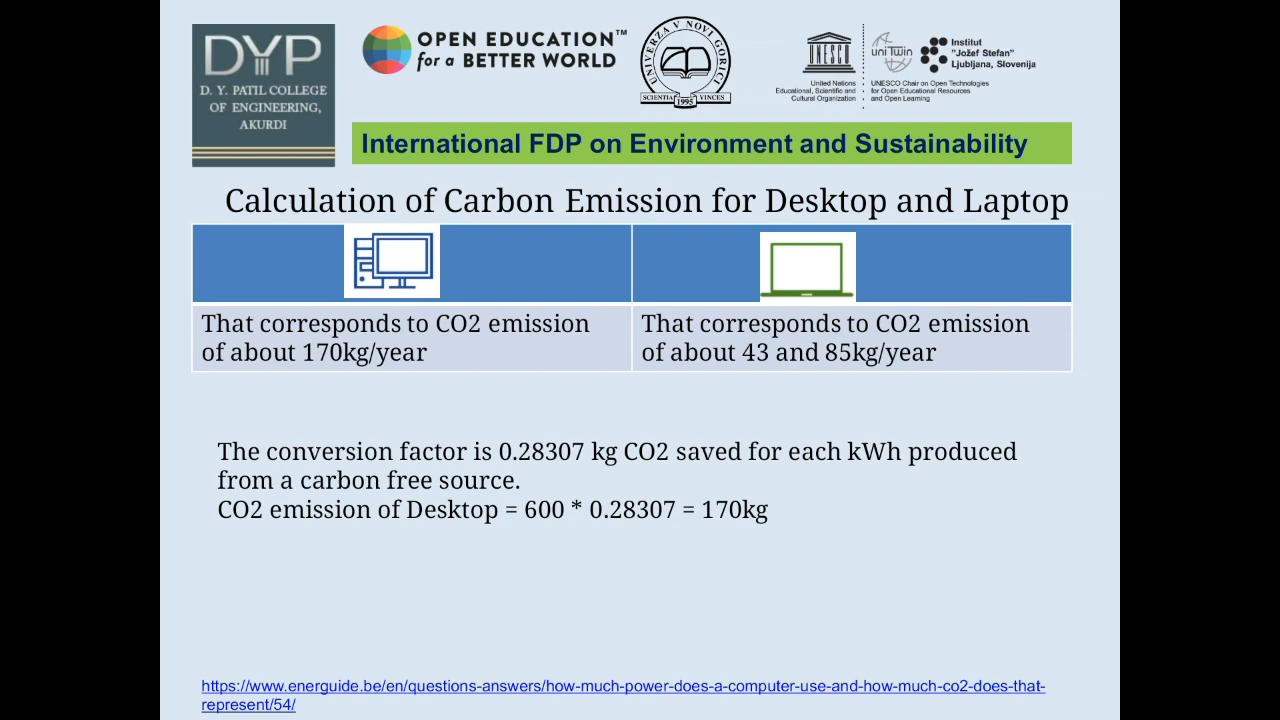 DYP
D. Y. PATIL COLLEGE
OF ENGINEERING,
AKURDI
OPEN EDUCATION™
for a BETTER WORLD
UNIVERZA V NOVI GORICI
SCIENTIA VINCES
1995
UNESCO
United Nations
Educational, Scientific and
Cultural Organization
uniTwin
Institut
"Jožef Stefan"
Ljubljana, Slovenija
UNESCO Chair on Open Technologies
for Open Educational Resources
and Open Learning
International FDP on Environment and Sustainability
Calculation of Carbon Emission for Desktop and Laptop
That corresponds to CO2 emission
of about 170kg/year
That corresponds to CO2 emission
of about 43 and 85kg/year
The conversion factor is 0.28307 kg CO2 saved for each kWh produced
from a carbon free source.
CO2 emission of Desktop = 600 * 0.28307 = 170kg
https://www.energuide.be/en/questions-answers/how-much-power-does-a-computer-use-and-how-much-co2-does-that-
represent/54/